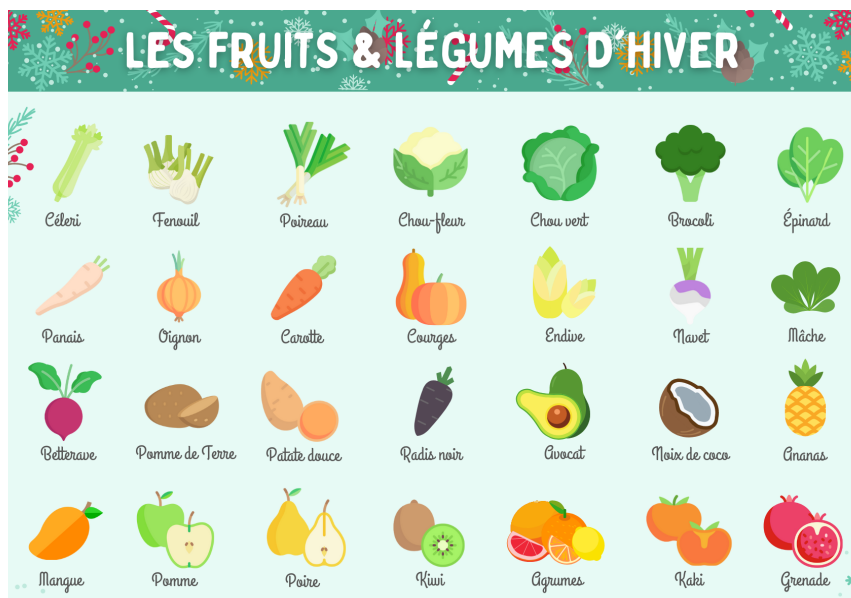 LES FRUITS & LÉGUMES D'HIVER
Céleri Fenouil Poireau Chou-fleur Chou vert Brocoli Épinard
Panais Oignon Carotte Courges Endive Navet Mâche
Betterave Pomme de Terre Patate douce Radis noir Avocat Noix de coco Ananas
Mangue Pomme Poire Kiwi Agrumes Kaki Grenade